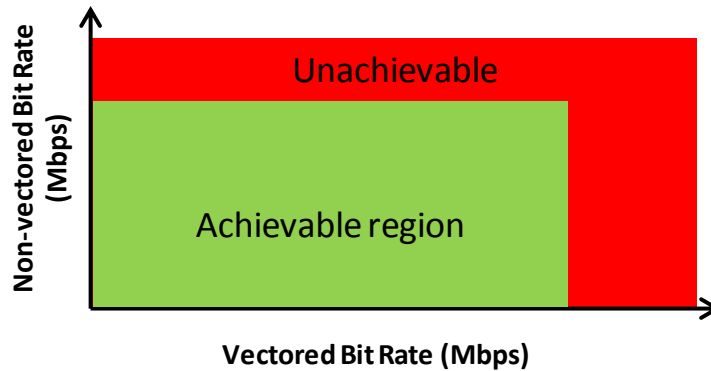 Non-vectored Bit Rate
(Mbps)
Unachievable
Achievable region
Vectored Bit Rate (Mbps)